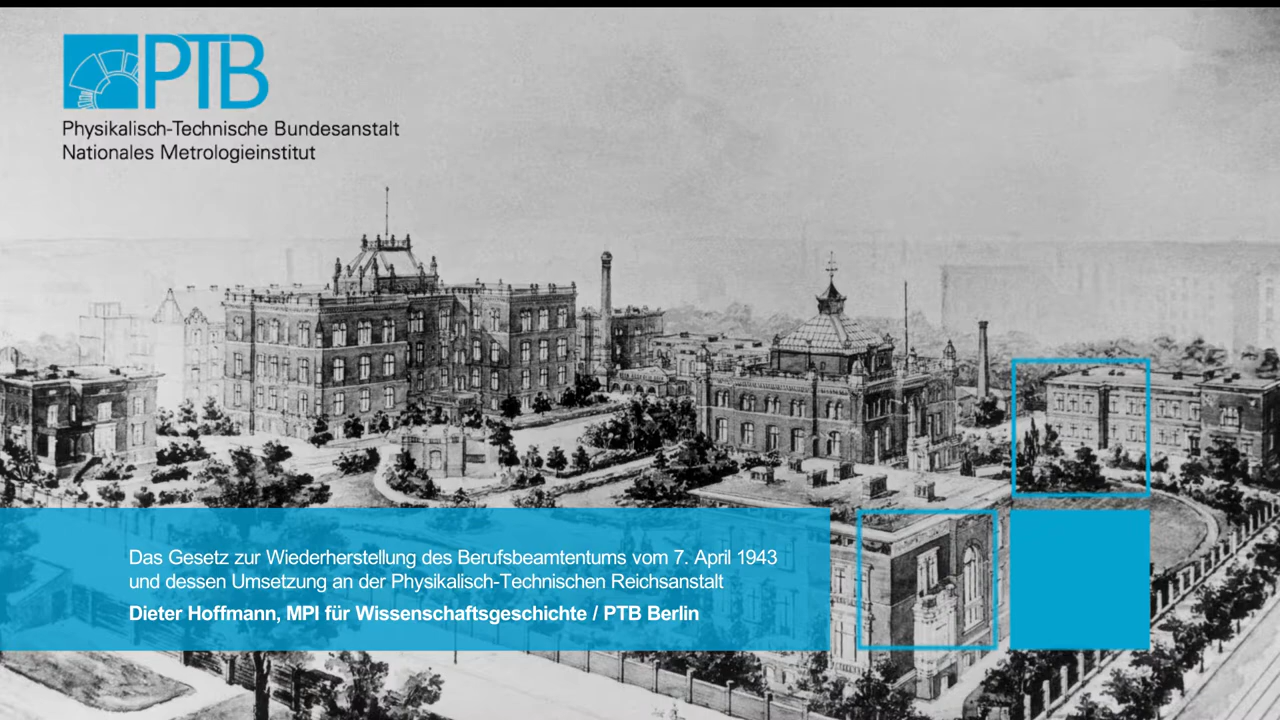 PTB
Physikalisch-Technische Bundesanstalt
Nationales Metrologieinstitut
Das Gesetz zur Wiederherstellung des Berufsbeamtentums vom 7. April 1943
und dessen Umsetzung an der Physikalisch-Technischen Reichsanstalt
Dieter Hoffmann, MPI für Wissenschaftsgeschichte / PTB Berlin